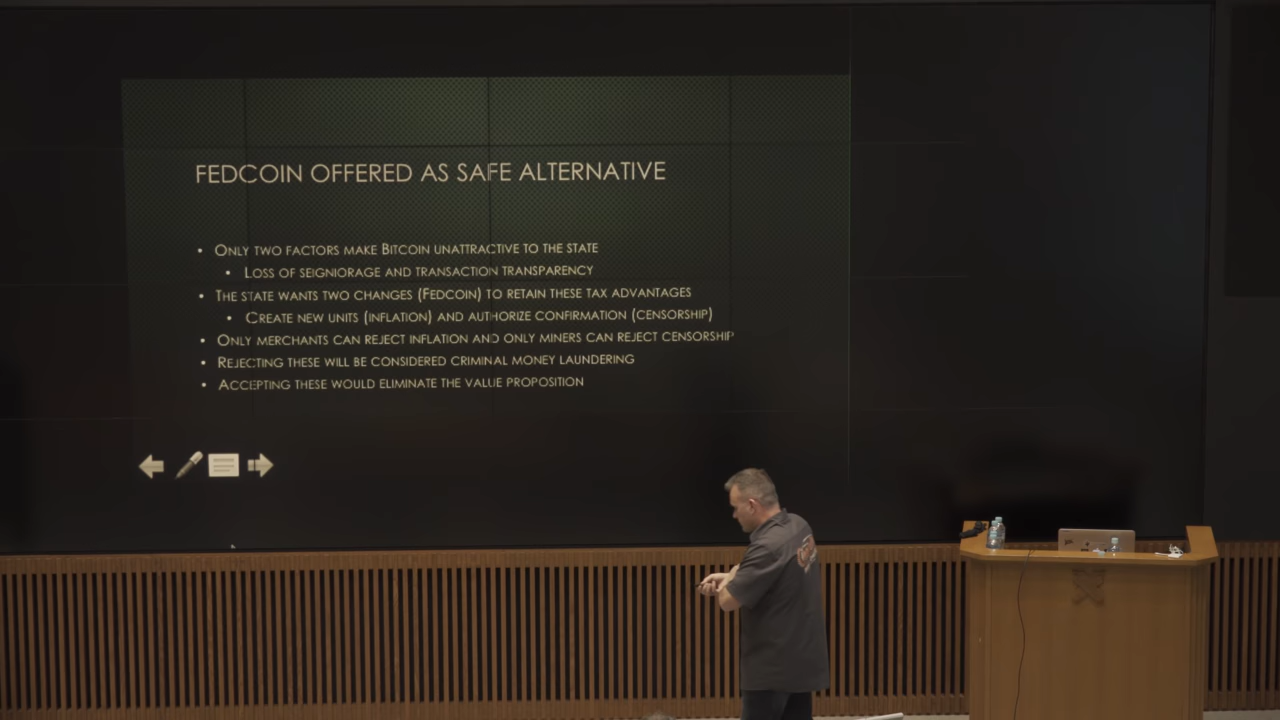 FEDCOIN OFFERED AS SAFE ALTERNATIVE
• ONLY TWO FACTORS MAKE BITCOIN UNATTRACTIVE TO THE STATE
• LOSS OF SEIGNIORAGE AND TRANSACTION TRANSPARENCY
• THE STATE WANTS TWO CHANGES (FEDCOIN) TO RETAIN THESE TAX ADVANTAGES
• CREATE NEW UNITS (INFLATION) AND AUTHORIZE CONFIRMATION (CENSORSHIP)
• ONLY MERCHANTS CAN REJECT INFLATION AND ONLY MINERS CAN REJECT CENSORSHIP
• REJECTING THESE WILL BE CONSIDERED CRIMINAL MONEY LAUNDERING
• ACCEPTING THESE WOULD ELIMINATE THE VALUE PROPOSITION